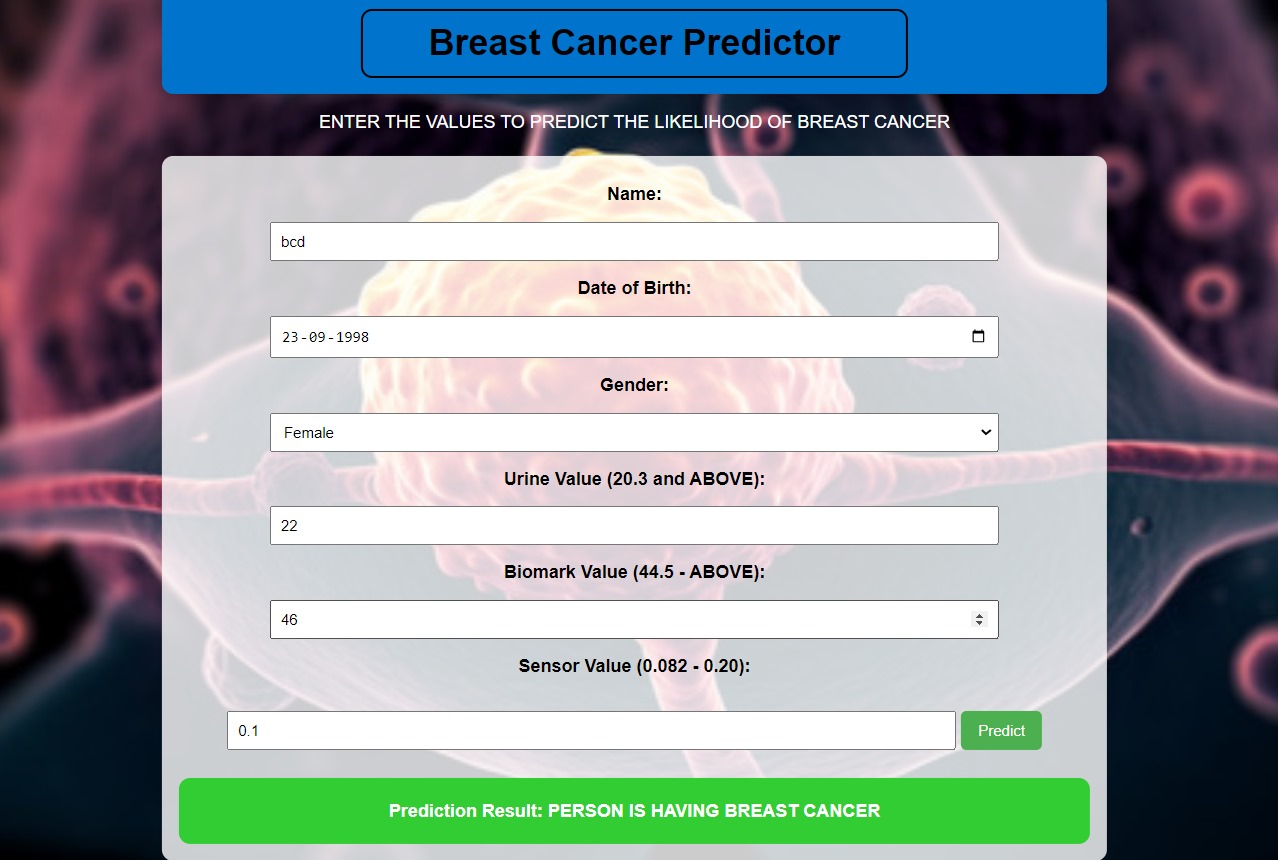 Breast Cancer Predictor
ENTER THE VALUES TO PREDICT THE LIKELIHOOD OF BREAST CANCER
Name:
bcd
Date of Birth:
23-09-1998
Gender:
Female
Urine Value (20.3 and ABOVE):
22
Biomark Value (44.5 - ABOVE):
46
Sensor Value (0.082 - 0.20):
0.1 Predict
Prediction Result: PERSON IS HAVING BREAST CANCER